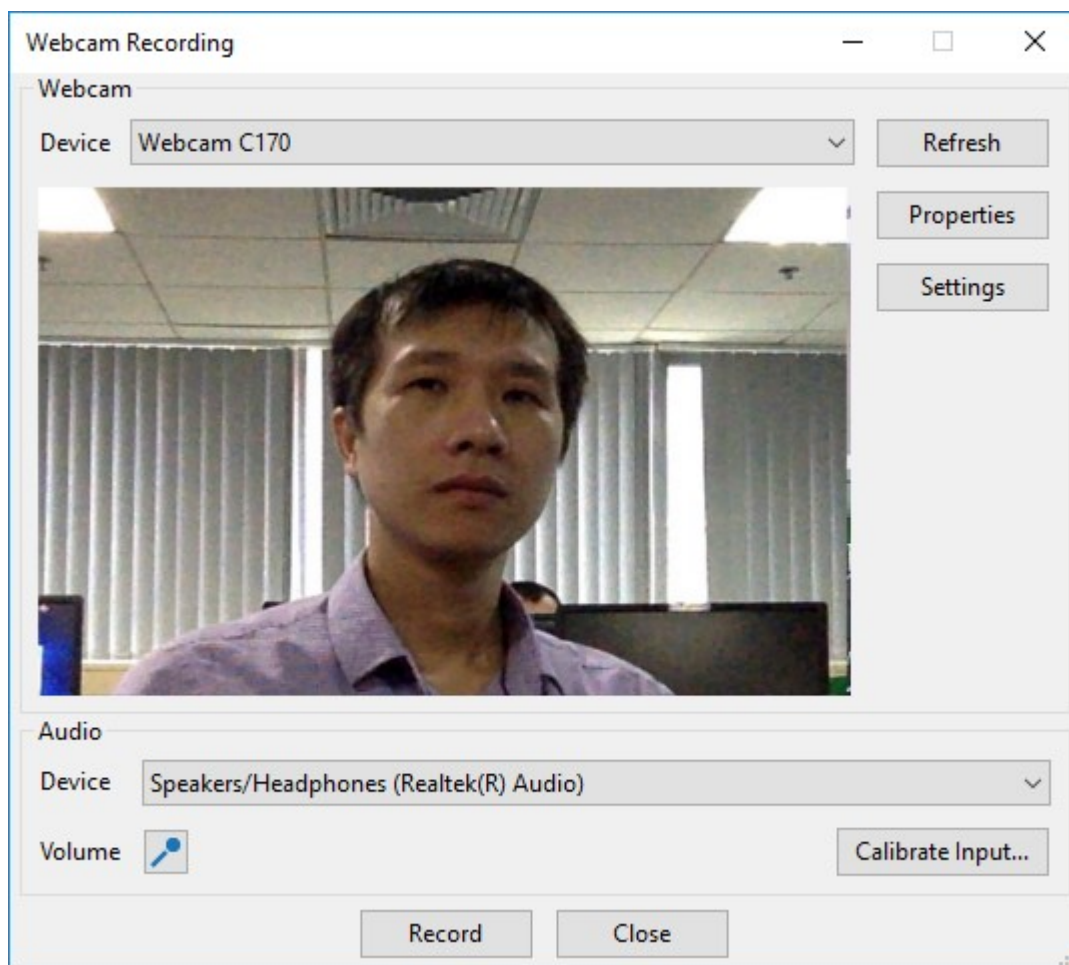 Webcam Recording
Webcam
Device Webcam C170 Refresh
Properties
Settings
Audio
Device Speakers/Headphones (Realtek(R) Audio)
Volume Calibrate Input...
Record Close